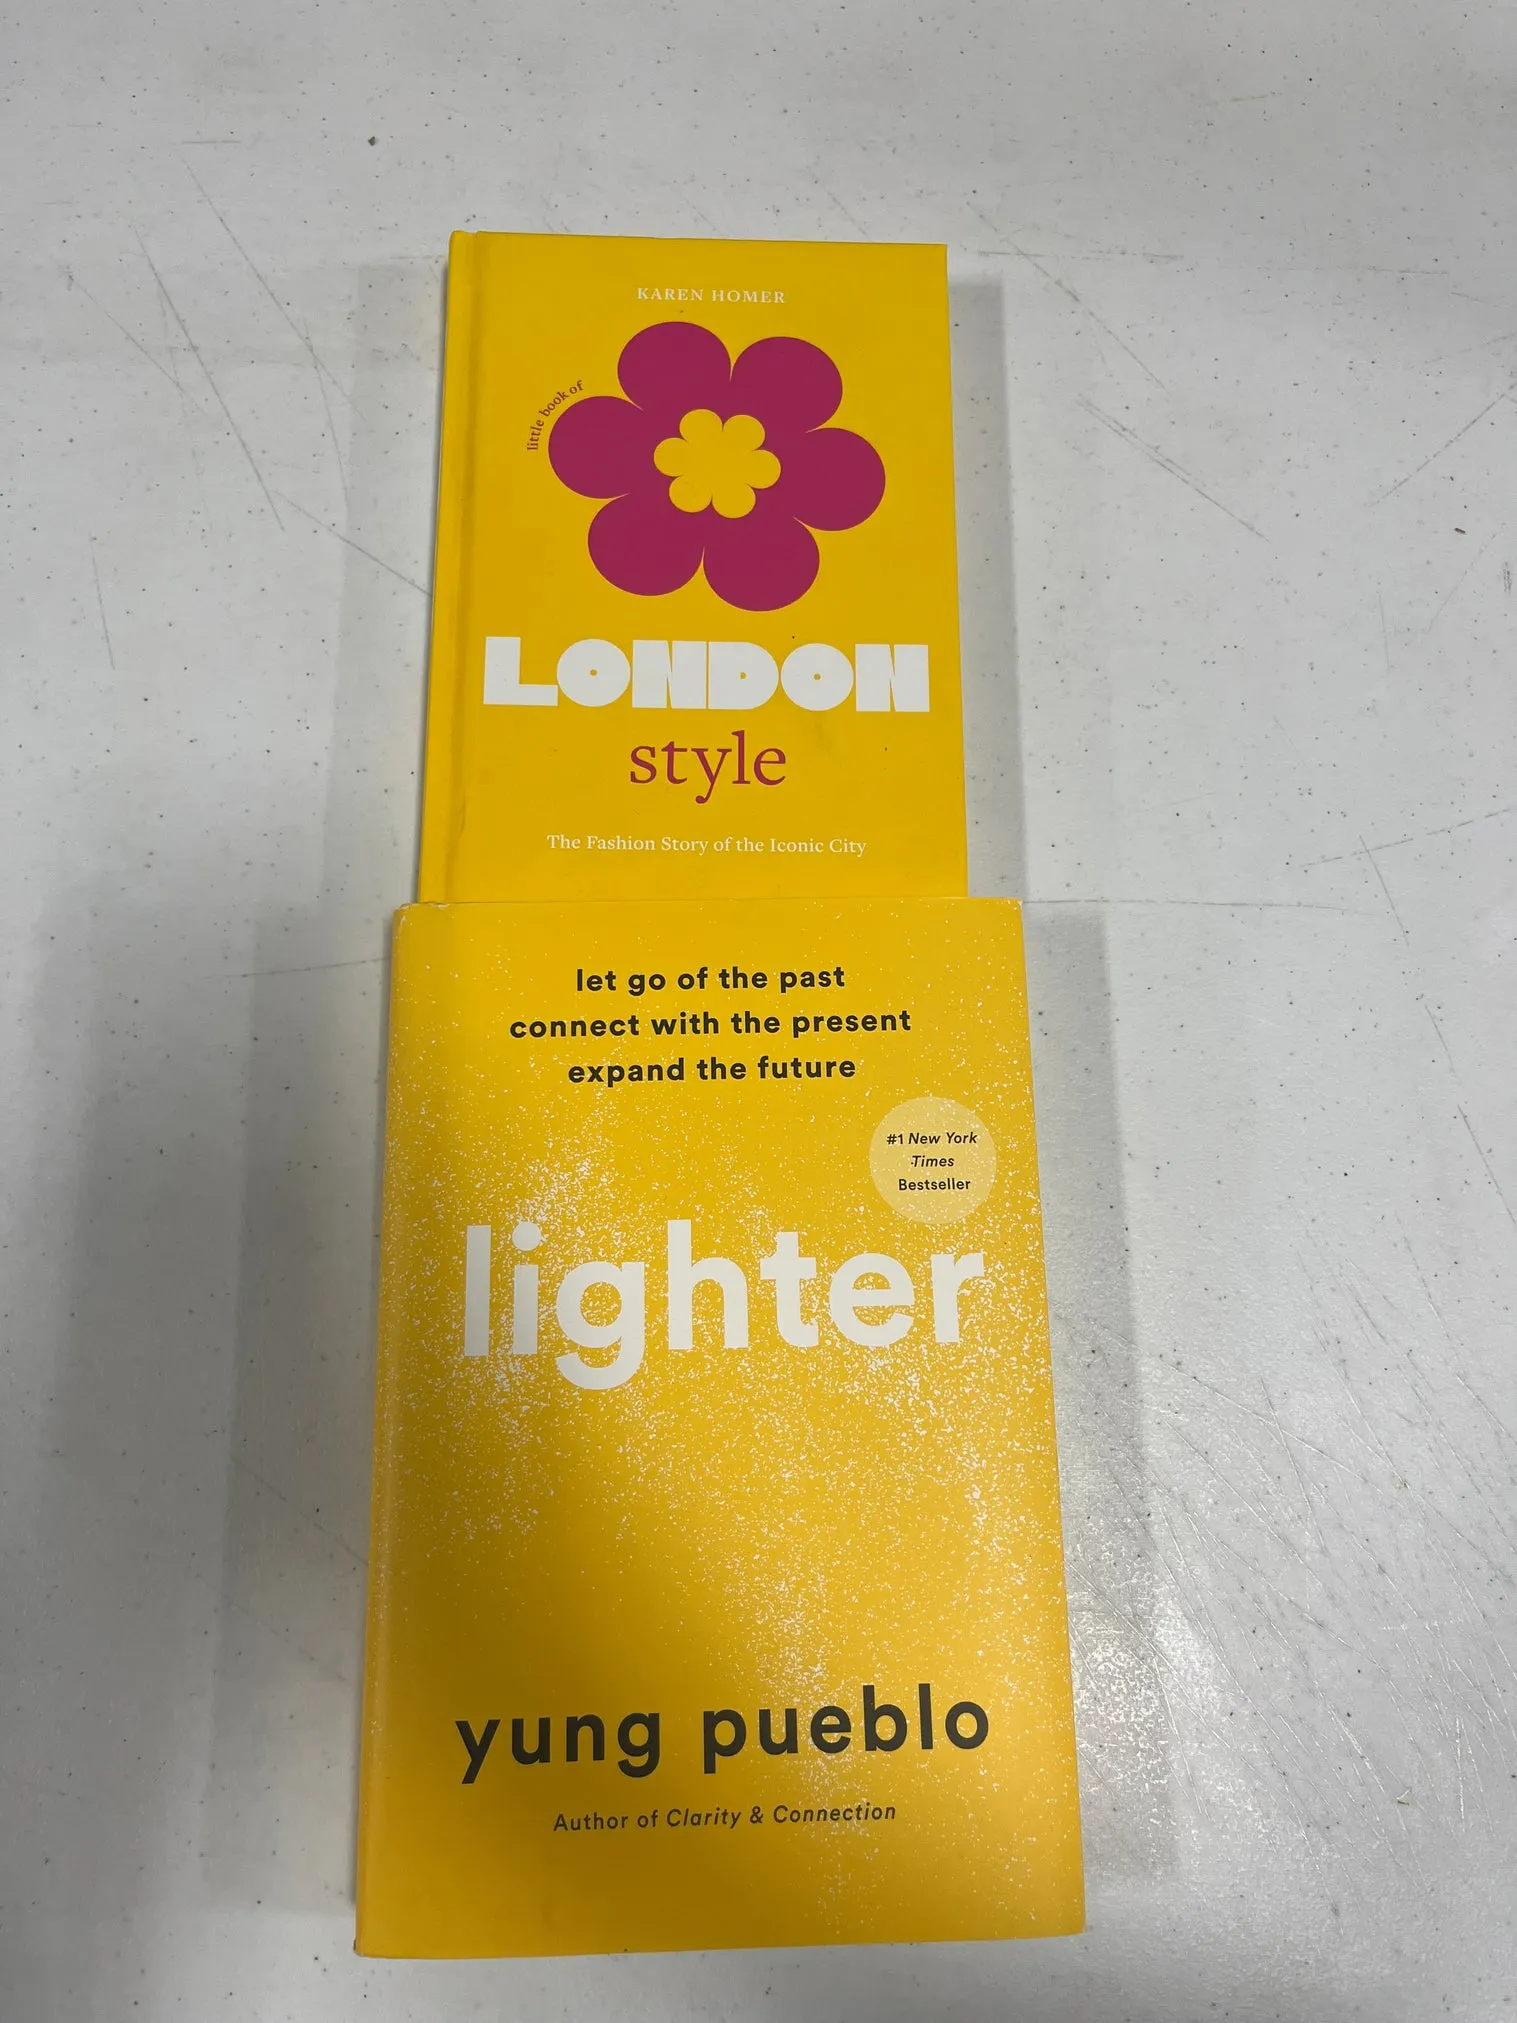 KAREN HOMER
little book of
LONDON
style
The Fashion Story of the Iconic City
let go of the past
connect with the present
expand the future
#1 New York
Times
Bestseller
lighter
yung pueblo
Author of Clarity & Connection